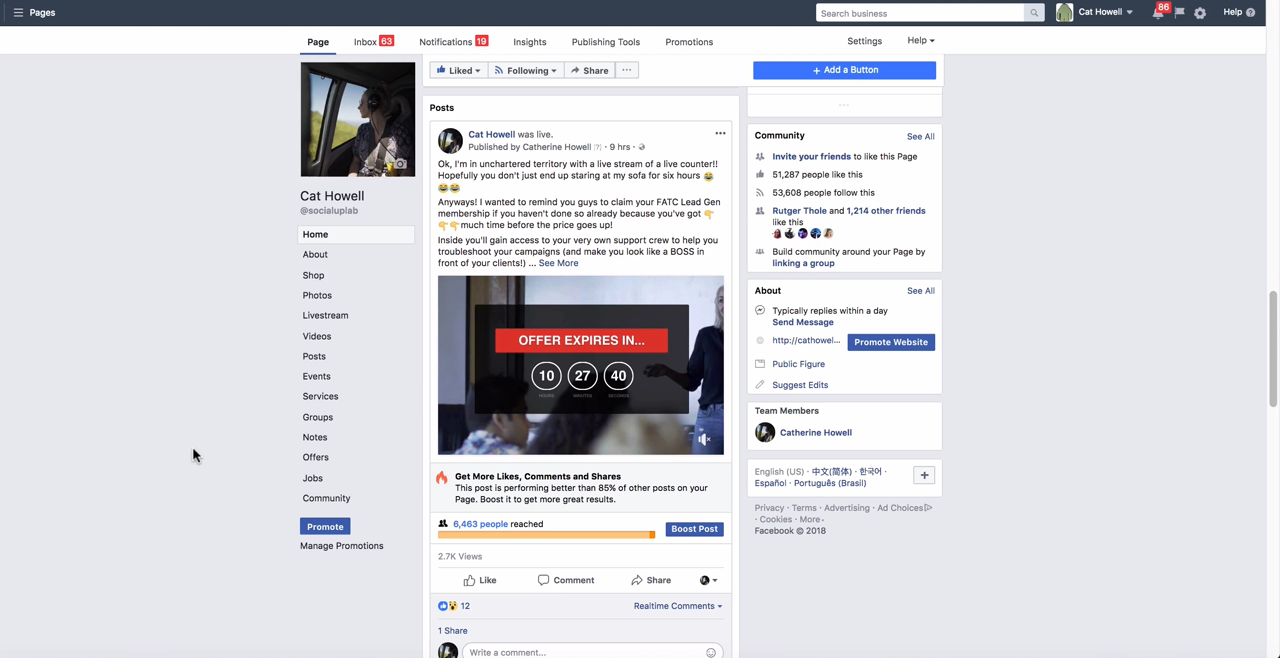 Pages
Search business
Cat Howell
86
Help
Page
Inbox 63
Notifications 19
Insights
Publishing Tools
Promotions
Settings
Help
Cat Howell
@socialuplab
Home
About
Shop
Photos
Livestream
Videos
Posts
Events
Services
Groups
Notes
Offers
Jobs
Community
Promote
Manage Promotions
Liked
Following
Share
+ Add a Button
Posts
Cat Howell was live.
Published by Catherine Howell [?] · 9 hrs ·
Ok, I'm in unchartered territory with a live stream of a live counter!!
Hopefully you don't just end up staring at my sofa for six hours 😂
😂😂
Anyways! I wanted to remind you guys to claim your FATC Lead Gen
membership if you haven't done so already because you've got 👉
👉👉much time before the price goes up!
Inside you'll gain access to your very own support crew to help you
troubleshoot your campaigns (and make you look like a BOSS in
front of your clients!) ... See More
OFFER EXPIRES IN...
10 27 40
HOURS MINUTES SECONDS
Get More Likes, Comments and Shares
This post is performing better than 85% of other posts on your
Page. Boost it to get more great results.
6,463 people reached
Boost Post
2.7K Views
Like
Comment
Share
12
Realtime Comments
1 Share
Write a comment...
Community
See All
Invite your friends to like this Page
51,287 people like this
53,608 people follow this
Rutger Thole and 1,214 other friends
like this
Build community around your Page by
linking a group
About
See All
Typically replies within a day
Send Message
http://cathowel...
Promote Website
Public Figure
Suggest Edits
Team Members
Catherine Howell
English (US) · 中文(简体) · 한국어 ·
Español · Português (Brasil)
+
Privacy · Terms · Advertising · Ad Choices
· Cookies · More
Facebook © 2018